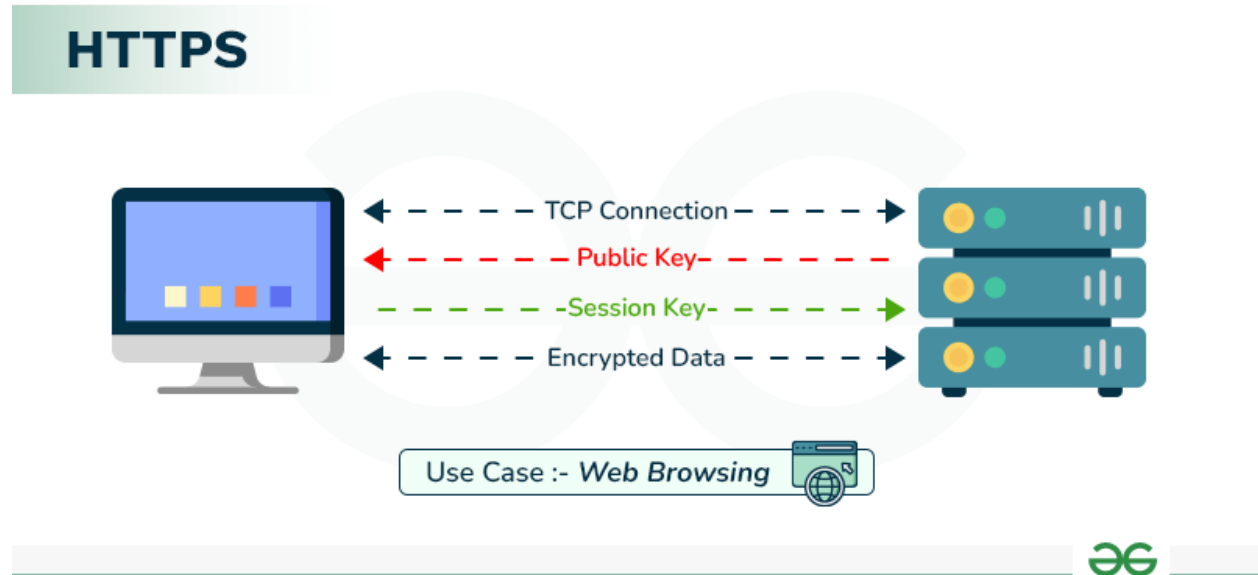 HTTPS
TCP Connection
Public Key
Session Key
Encrypted Data
Use Case :- Web Browsing